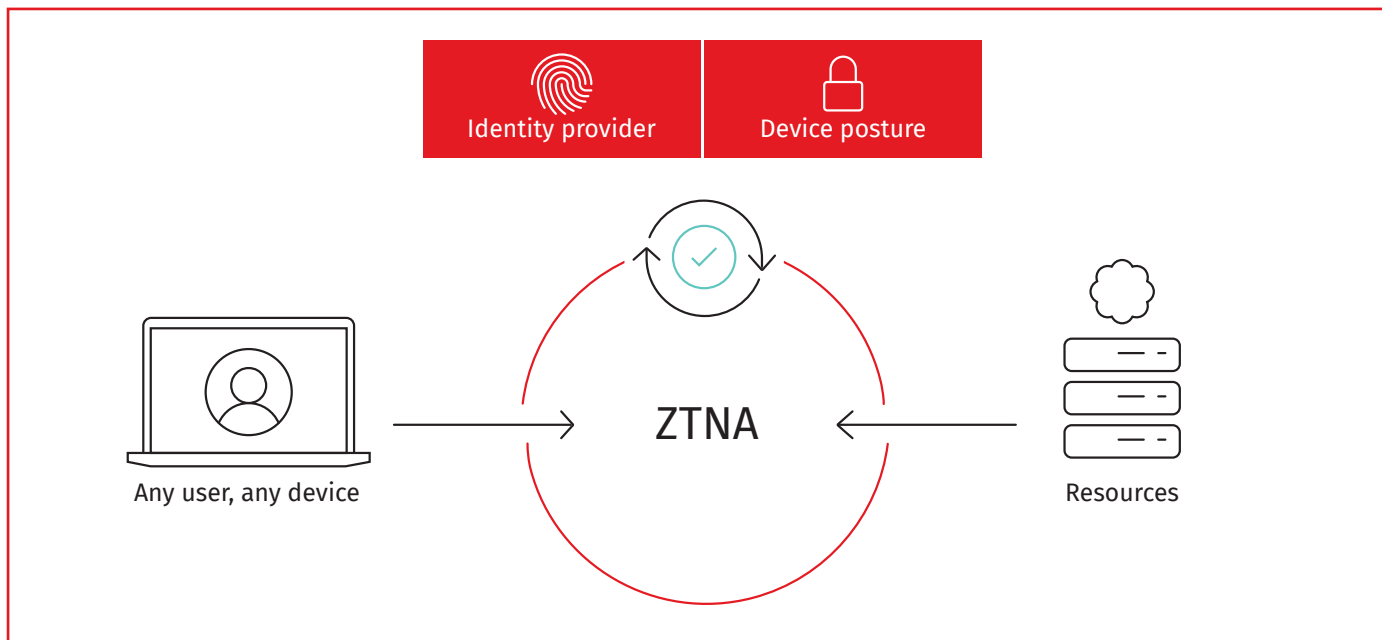 Identity provider
Device posture
ZTNA
Any user, any device
Resources